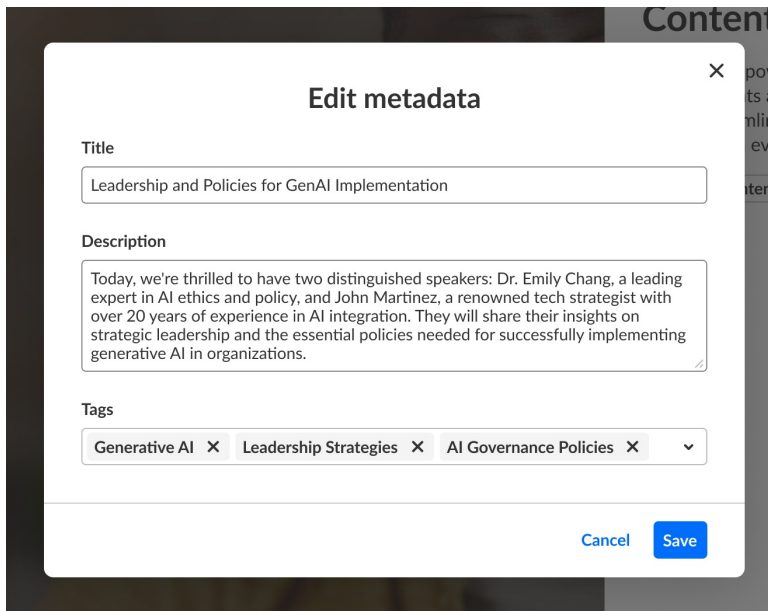 Content
Edit metadata
Title
Leadership and Policies for GenAI Implementation
Description
Today, we're thrilled to have two distinguished speakers: Dr. Emily Chang, a leading
expert in AI ethics and policy, and John Martinez, a renowned tech strategist with
over 20 years of experience in AI integration. They will share their insights on
strategic leadership and the essential policies needed for successfully implementing
generative AI in organizations.
Tags
Generative AI Leadership Strategies AI Governance Policies
Cancel Save